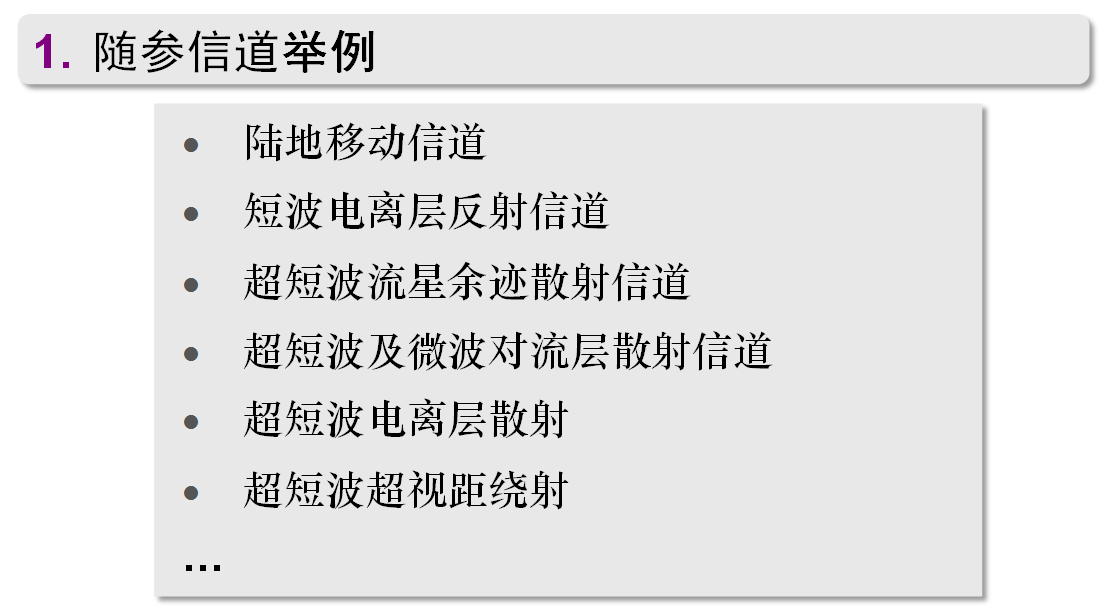 1. 随参信道举例
• 陆地移动信道
• 短波电离层反射信道
• 超短波流星余迹散射信道
• 超短波及微波对流层散射信道
• 超短波电离层散射
• 超短波超视距绕射
…